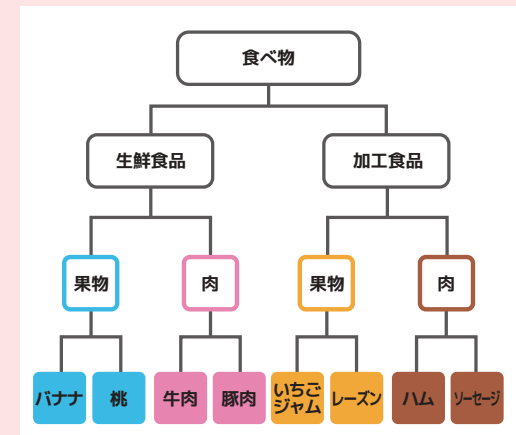 食べ物
生鮮食品
加工食品
果物
肉
果物
肉
バナナ
桃
牛肉
豚肉
いちご
ジャム
レーズン
ハム
ソーセージ